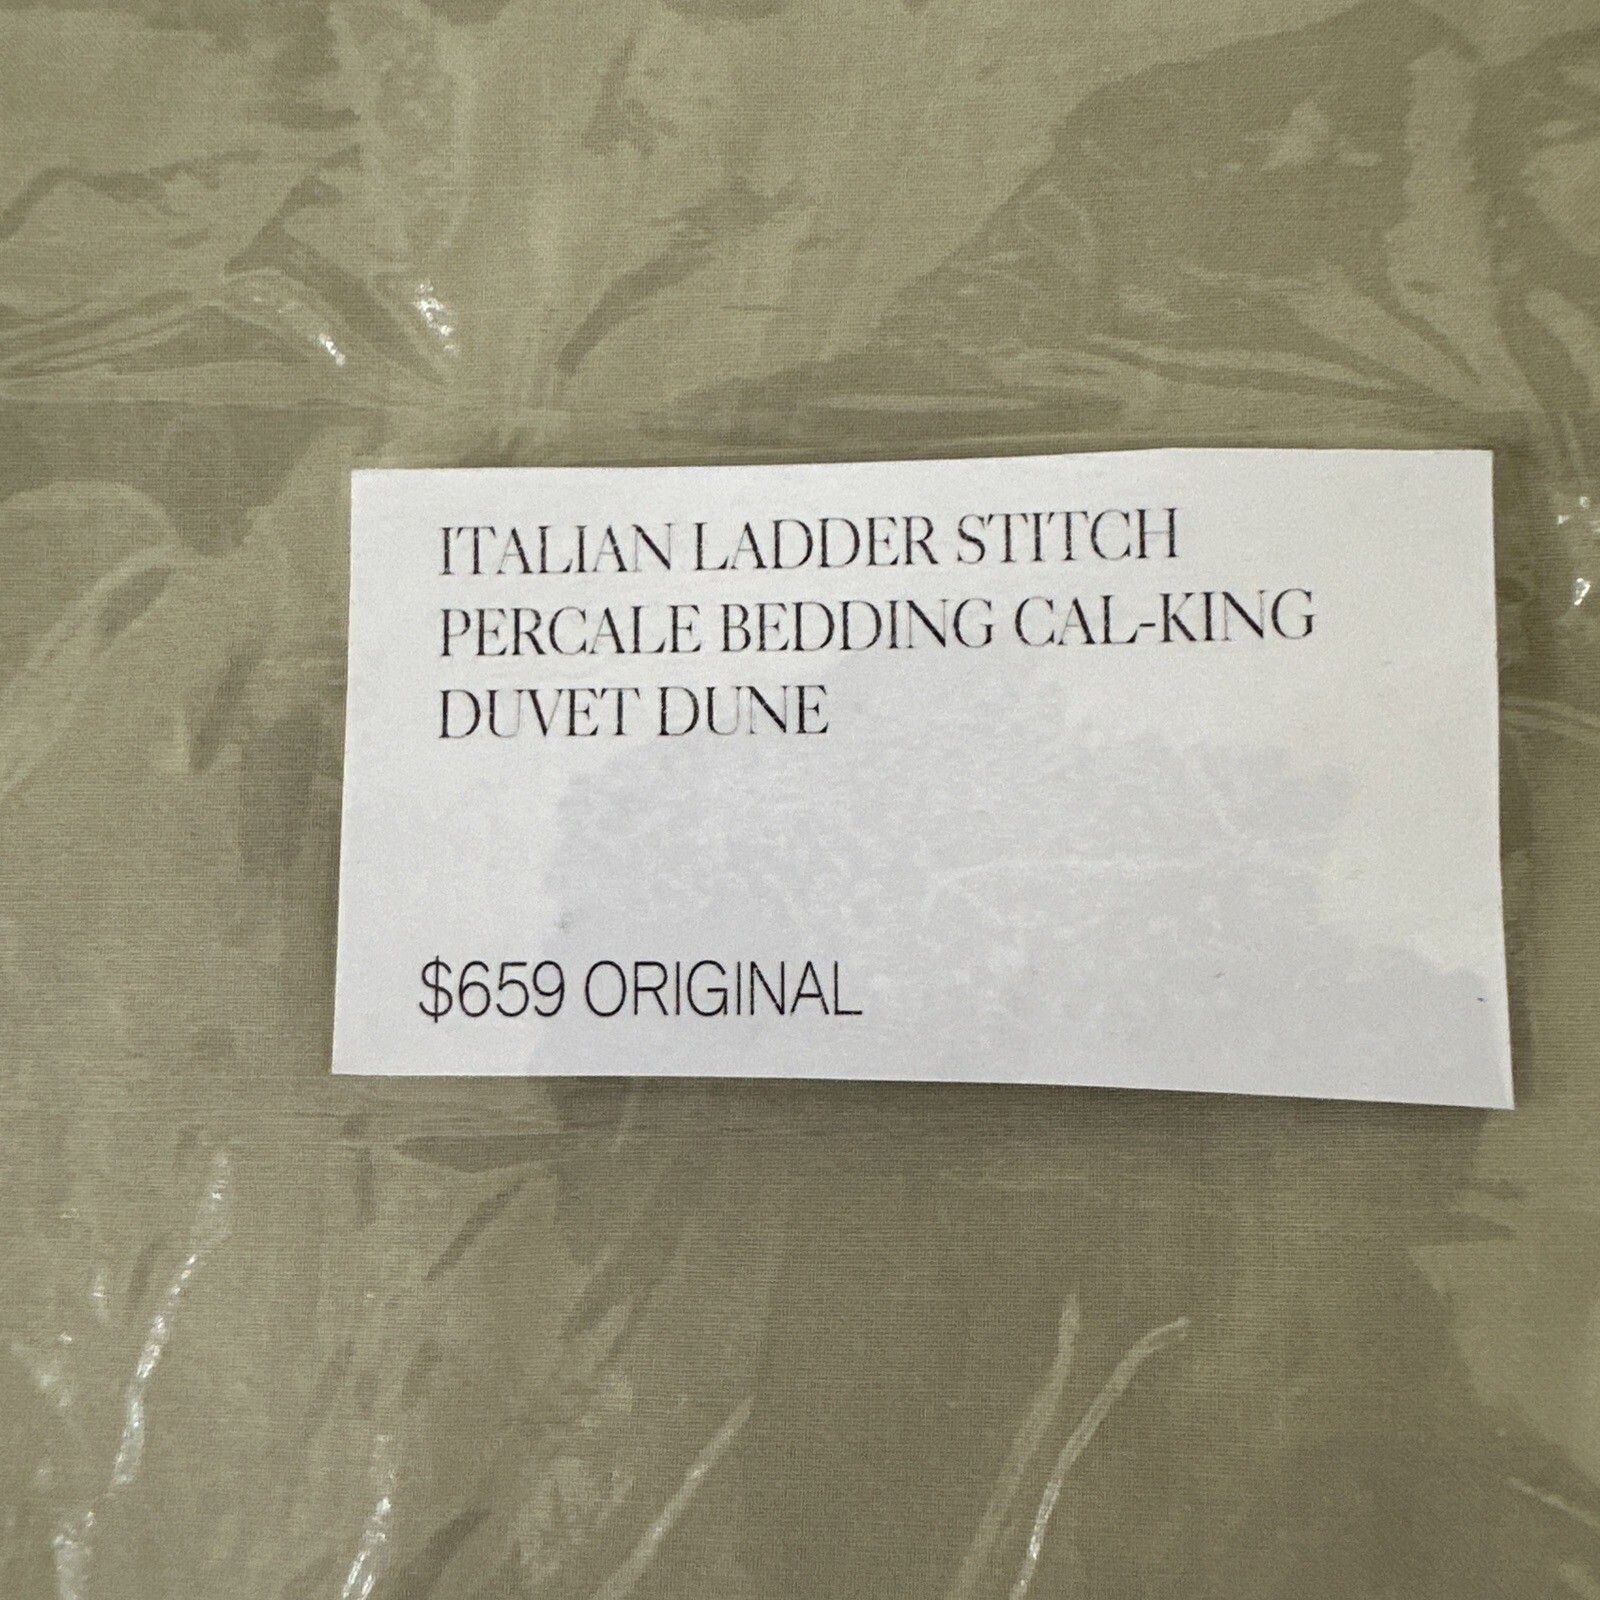 ITALIAN LADDER STITCH
PERCALE BEDDING CAL-KING
DUVET DUNE
$659 ORIGINAL